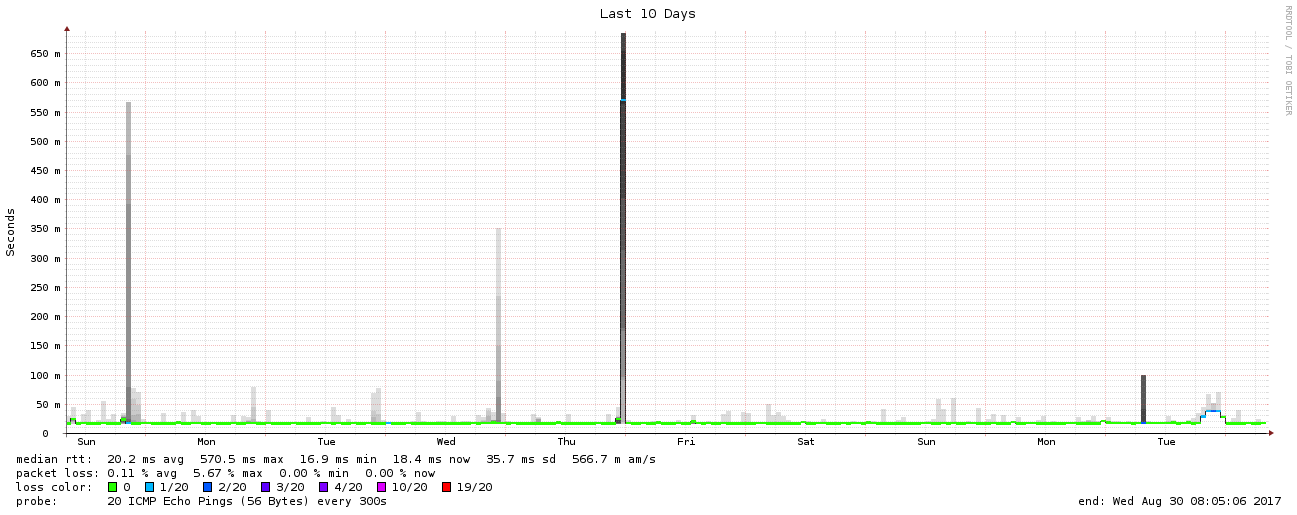 Last 10 Days
RRDTOOL / TOBI OETIKER
Seconds
650 m
600 m
550 m
500 m
450 m
400 m
350 m
300 m
250 m
200 m
150 m
100 m
50 m
0
Sun Mon Tue Wed Thu Fri Sat Sun Mon Tue
median rtt: 20.2 ms avg 570.5 ms max 16.9 ms min 18.4 ms now 35.7 ms sd 566.7 m am/s
packet loss: 0.11 % avg 5.67 % max 0.00 % min 0.00 % now
loss color: 0 1/20 2/20 3/20 4/20 10/20 19/20
probe: 20 ICMP Echo Pings (56 Bytes) every 300s end: Wed Aug 30 08:05:06 2017